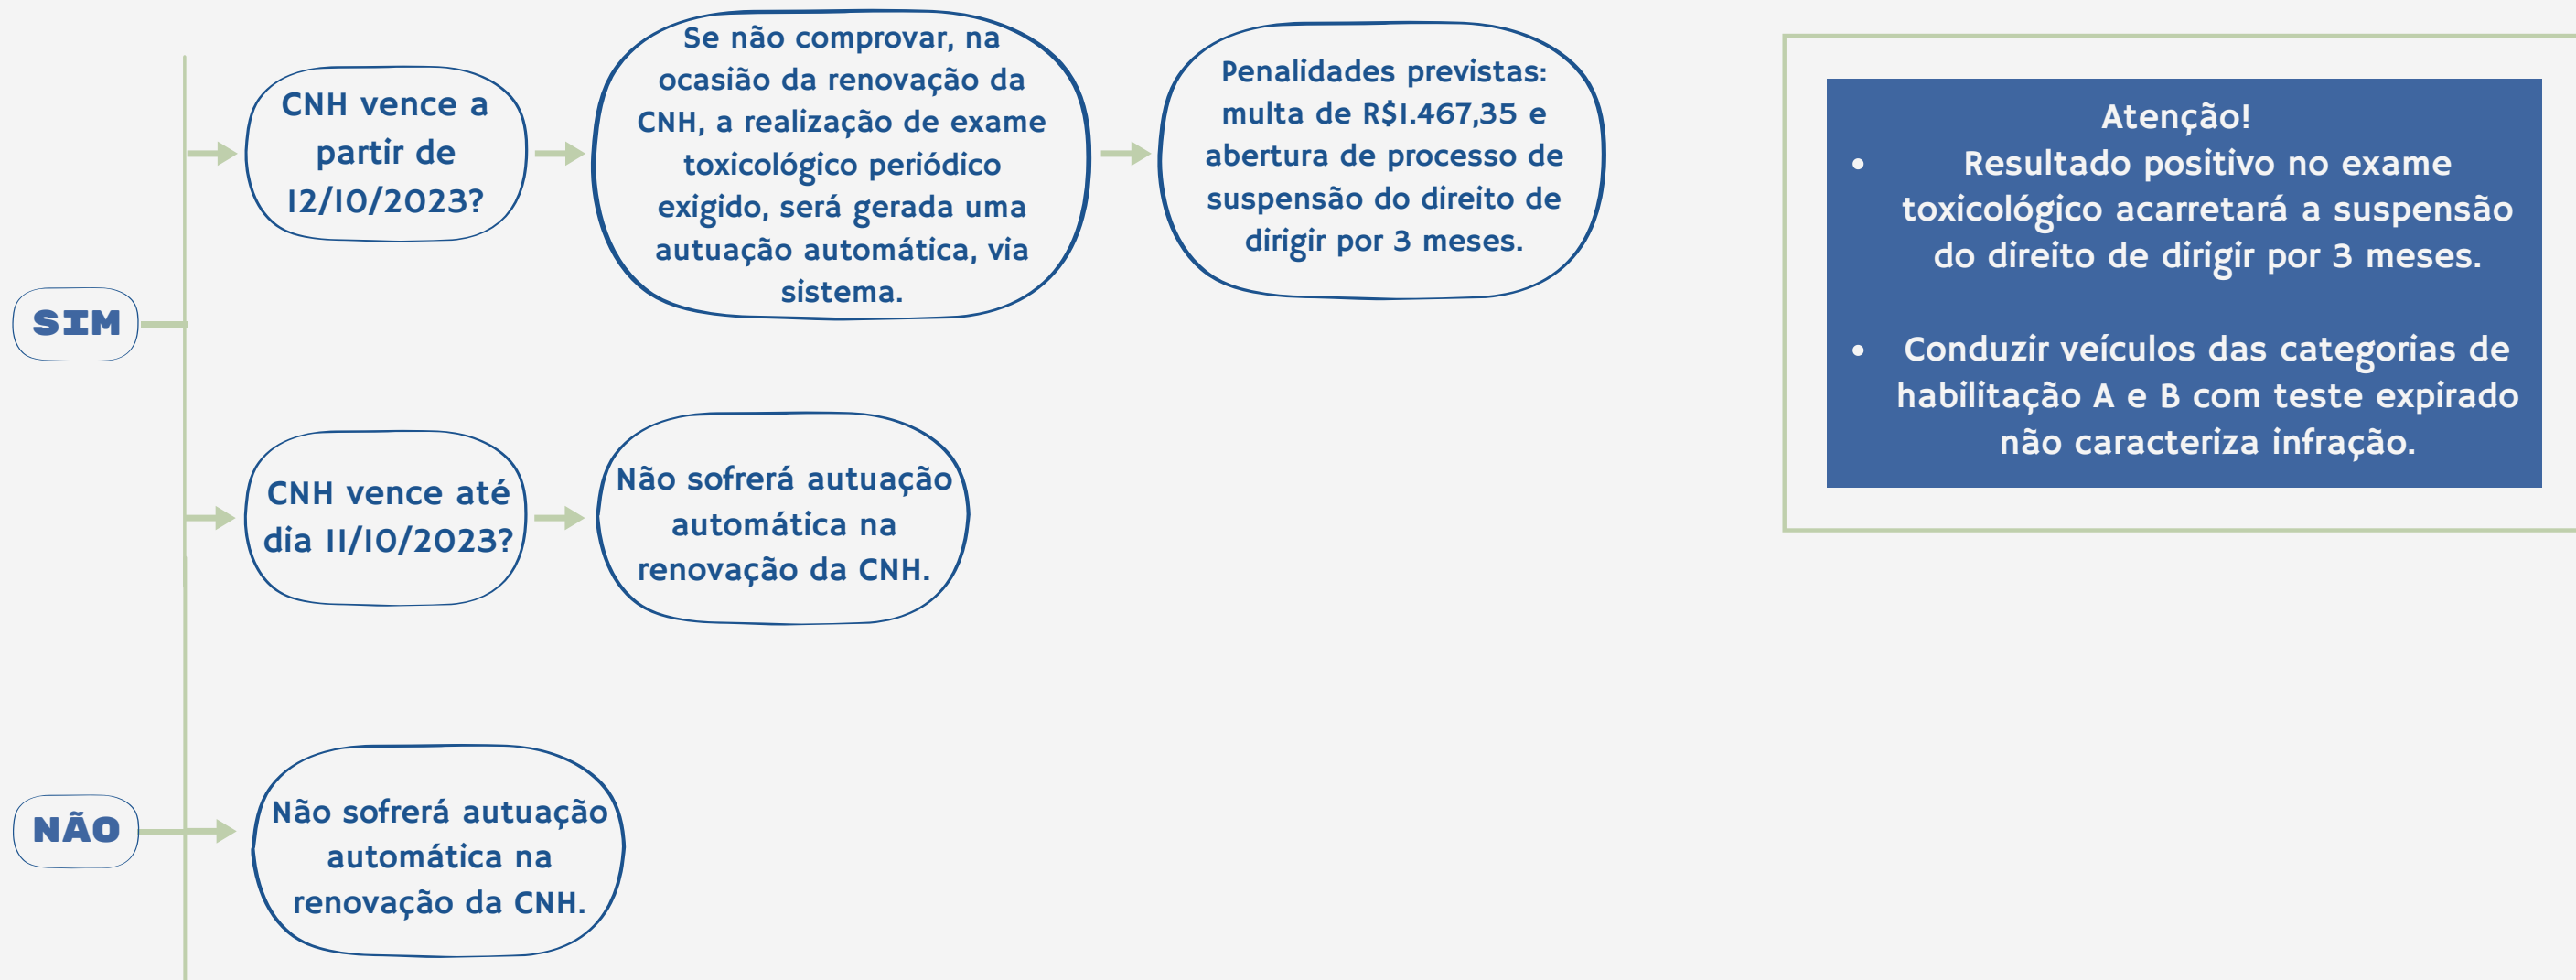 SIM
CNH vence a
partir de
12/10/2023?
Se não comprovar, na
ocasião da renovação da
CNH, a realização de exame
toxicológico periódico
exigido, será gerada uma
autuação automática, via
sistema.
Penalidades previstas:
multa de R$1.467,35 e
abertura de processo de
suspensão do direito de
dirigir por 3 meses.
CNH vence até
dia 11/10/2023?
Não sofrerá autuação
automática na
renovação da CNH.
NÃO
Não sofrerá autuação
automática na
renovação da CNH.
Atenção!
• Resultado positivo no exame
toxicológico acarretará a suspensão
do direito de dirigir por 3 meses.
• Conduzir veículos das categorias de
habilitação A e B com teste expirado
não caracteriza infração.